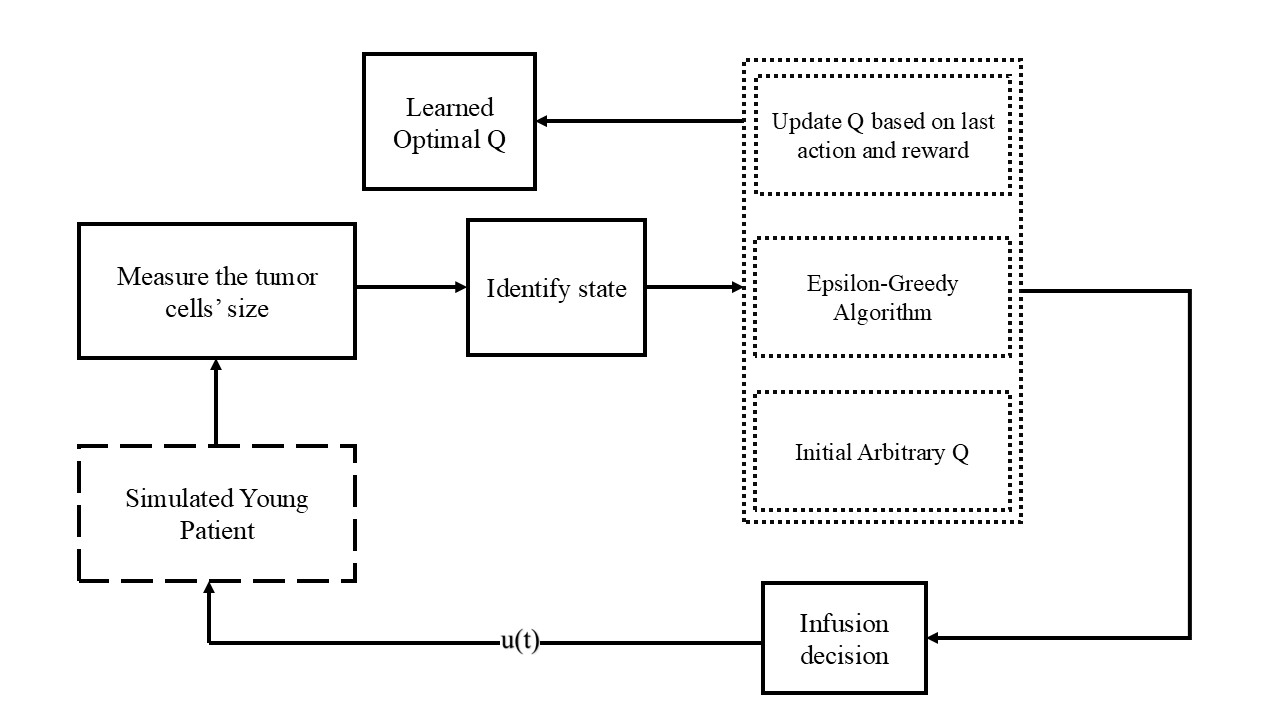 Learned
Optimal Q
Update Q based on last
action and reward
Measure the tumor
cells' size
Identify state
Epsilon-Greedy
Algorithm
Initial Arbitrary Q
Simulated Young
Patient
Infusion
decision
u(t)